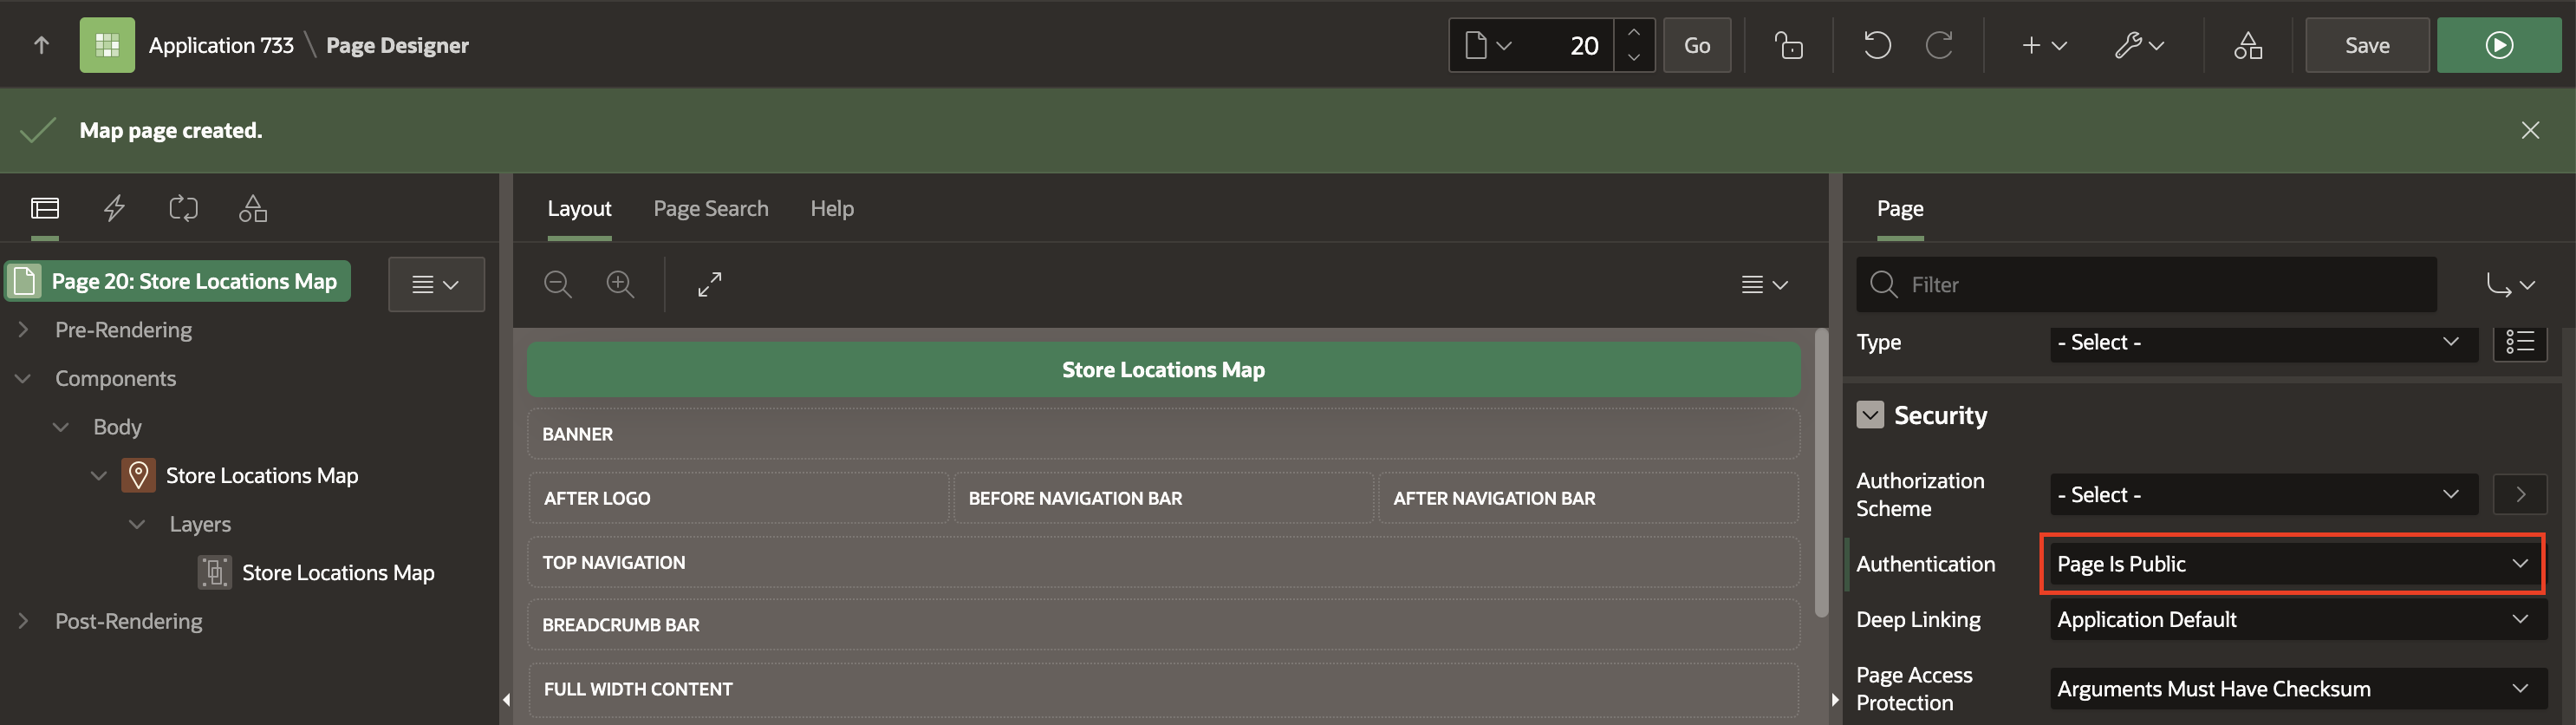 Application 733 \ Page Designer
20
Go
Save
Map page created.
Layout
Page Search
Help
Page
Page 20: Store Locations Map
Filter
Pre-Rendering
Components
Body
Store Locations Map
Layers
Store Locations Map
Post-Rendering
Store Locations Map
BANNER
AFTER LOGO
BEFORE NAVIGATION BAR
AFTER NAVIGATION BAR
TOP NAVIGATION
BREADCRUMB BAR
FULL WIDTH CONTENT
Type
- Select -
Security
Authorization
Scheme
- Select -
Authentication
Page Is Public
Deep Linking
Application Default
Page Access
Protection
Arguments Must Have Checksum